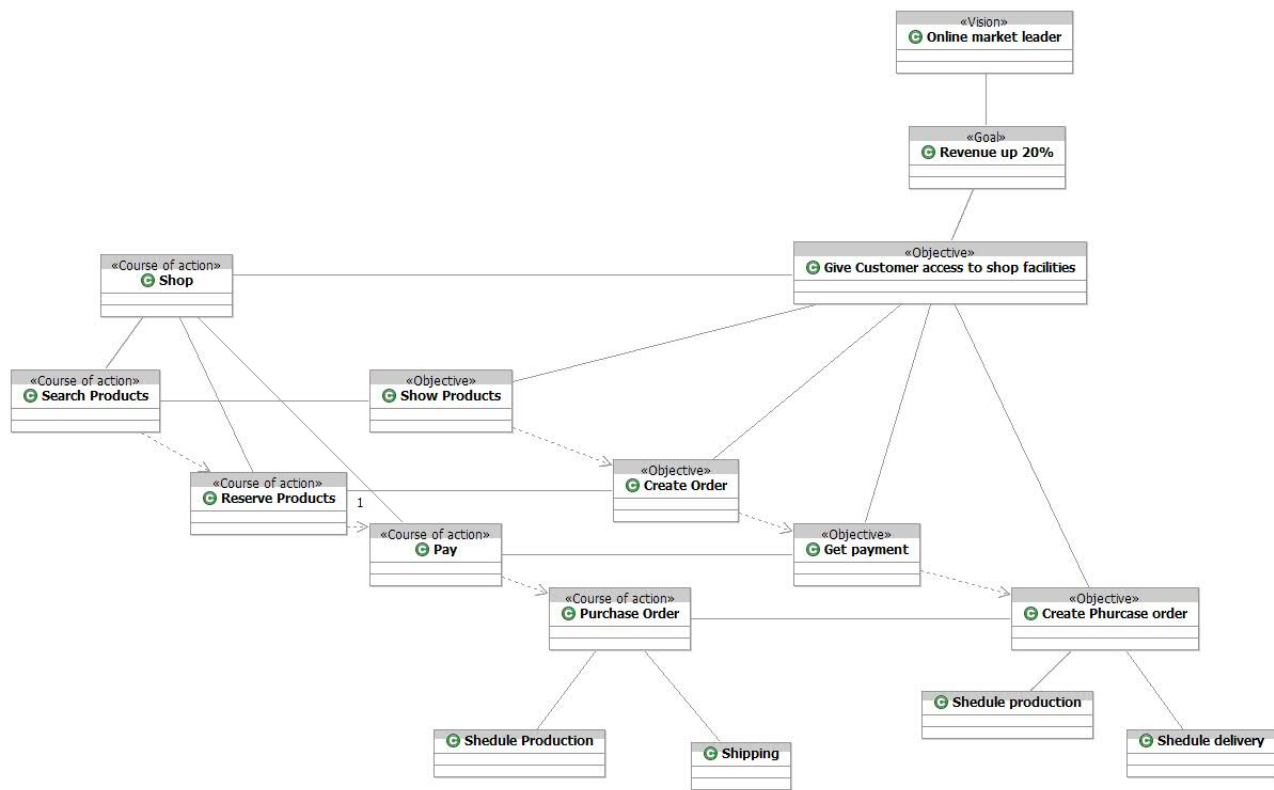 «Vision»
Online market leader
«Goal»
Revenue up 20%
«Objective»
Give Customer access to shop facilities
«Course of action»
Shop
«Course of action»
Search Products
«Objective»
Show Products
«Course of action»
Reserve Products
1
«Objective»
Create Order
«Course of action»
Pay
«Objective»
Get payment
«Course of action»
Purchase Order
«Objective»
Create Phurcase order
Shedule production
Shedule Production
Shipping
Shedule delivery